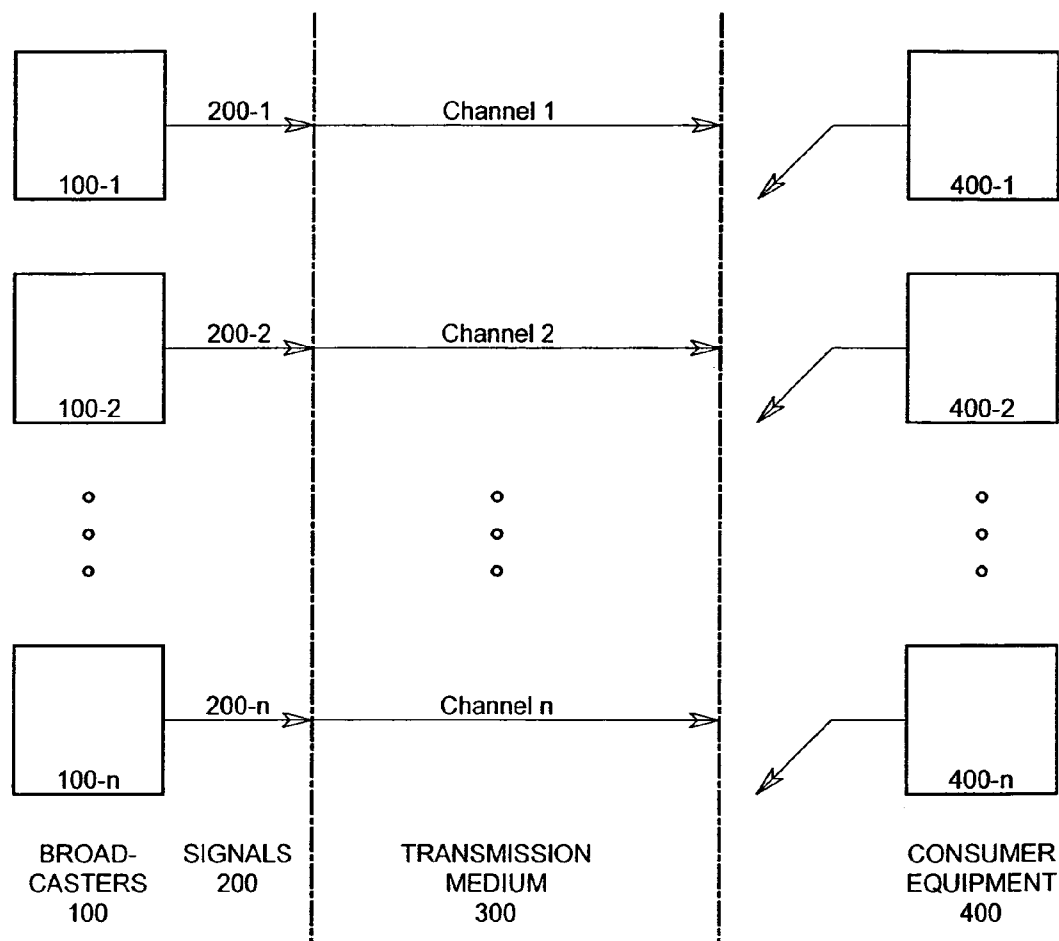 200-1
Channel 1
100-1
400-1
200-2
Channel 2
100-2
400-2
200-n
Channel n
100-n
400-n
BROAD-
CASTERS
100
SIGNALS
200
TRANSMISSION
MEDIUM
300
CONSUMER
EQUIPMENT
400